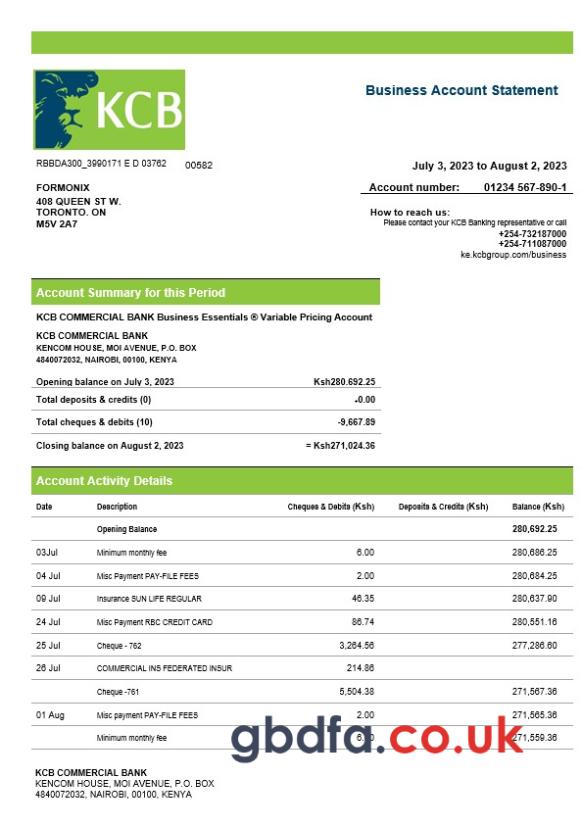 KCB
Business Account Statement
RBBDA300_3990171 E D 03762 00582
July 3, 2023 to August 2, 2023
Account number: 01234 567-890-1
FORMONIX
408 QUEEN ST W.
TORONTO. ON
M5V 2A7
How to reach us:
Please contact your KCB Banking representative or call
+254-732187000
+254-711087000
ke.kcbgroup.com/business
Account Summary for this Period
KCB COMMERCIAL BANK Business Essentials ® Variable Pricing Account
KCB COMMERCIAL BANK
KENCOM HOUSE, MOI AVENUE, P.O. BOX
4840072032, NAIROBI, 00100, KENYA
Opening balance on July 3, 2023 Ksh280.692.25
Total deposits & credits (0) -0.00
Total cheques & debits (10) -9,667.89
Closing balance on August 2, 2023 = Ksh271,024.36
Account Activity Details
Date Description Cheques & Debits (Ksh) Deposits & Credits (Ksh) Balance (Ksh)
Opening Balance 280,692.25
03Jul Minimum monthly fee 6.00 280,686.25
04 Jul Misc Payment PAY-FILE FEES 2.00 280,684.25
09 Jul Insurance SUN LIFE REGULAR 46.35 280,637.90
24 Jul Misc Payment RBC CREDIT CARD 86.74 280,551.16
25 Jul Cheque - 762 3,264.56 277,286.60
26 Jul COMMERCIAL INS FEDERATED INSUR 214.86
Cheque -761 5,504.38 271,567.36
01 Aug Misc payment PAY-FILE FEES 2.00 271,565.36
Minimum monthly fee 271,559.36
gbdfa.co.uk
KCB COMMERCIAL BANK
KENCOM HOUSE, MOI AVENUE, P.O. BOX
4840072032, NAIROBI, 00100, KENYA